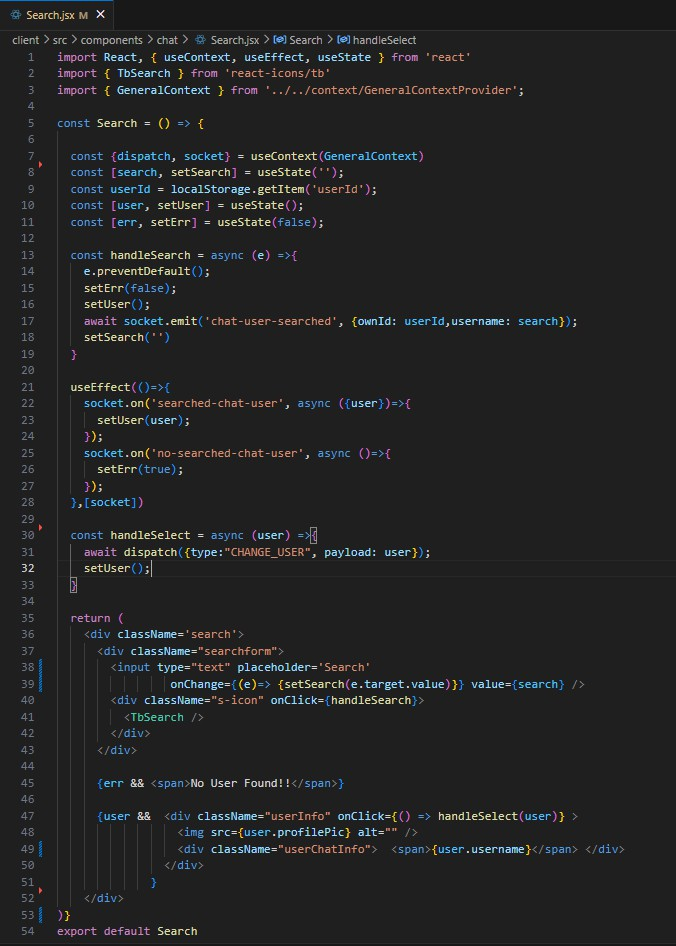 Search.jsx M ×
client > src > components > chat > Search.jsx > Search > handleSelect
1 import React, { useContext, useEffect, useState } from 'react'
2 import { TbSearch } from 'react-icons/tb'
3 import { GeneralContext } from '../../context/GeneralContextProvider';
4
5 const Search = () => {
6
7   const {dispatch, socket} = useContext(GeneralContext)
8   const [search, setSearch] = useState('');
9   const userId = localStorage.getItem('userId');
10   const [user, setUser] = useState();
11   const [err, setErr] = useState(false);
12
13   const handleSearch = async (e) =>{
14     e.preventDefault();
15     setErr(false);
16     setUser();
17     await socket.emit('chat-user-searched', {ownId: userId,username: search});
18     setSearch('')
19   }
20
21   useEffect(()=>{
22     socket.on('searched-chat-user', async ({user})=>{
23       setUser(user);
24     });
25     socket.on('no-searched-chat-user', async ()=>{
26       setErr(true);
27     });
28   },[socket])
29
30   const handleSelect = async (user) =>{
31     await dispatch({type:"CHANGE_USER", payload: user});
32     setUser();
33   }
34
35   return (
36     <div className='search'>
37       <div className="searchform">
38         <input type="text" placeholder='Search'
39                  onChange={(e)=> {setSearch(e.target.value)}} value={search} />
40         <div className="s-icon" onClick={handleSearch}>
41           <TbSearch />
42         </div>
43       </div>
44
45       {err && <span>No User Found!!</span>}
46
47       {user &&  <div className="userInfo" onClick={() => handleSelect(user)} >
48                   <img src={user.profilePic} alt="" />
49                   <div className="userChatInfo">  <span>{user.username}</span> </div>
50                 </div>
51               }
52     </div>
53 )}
54 export default Search